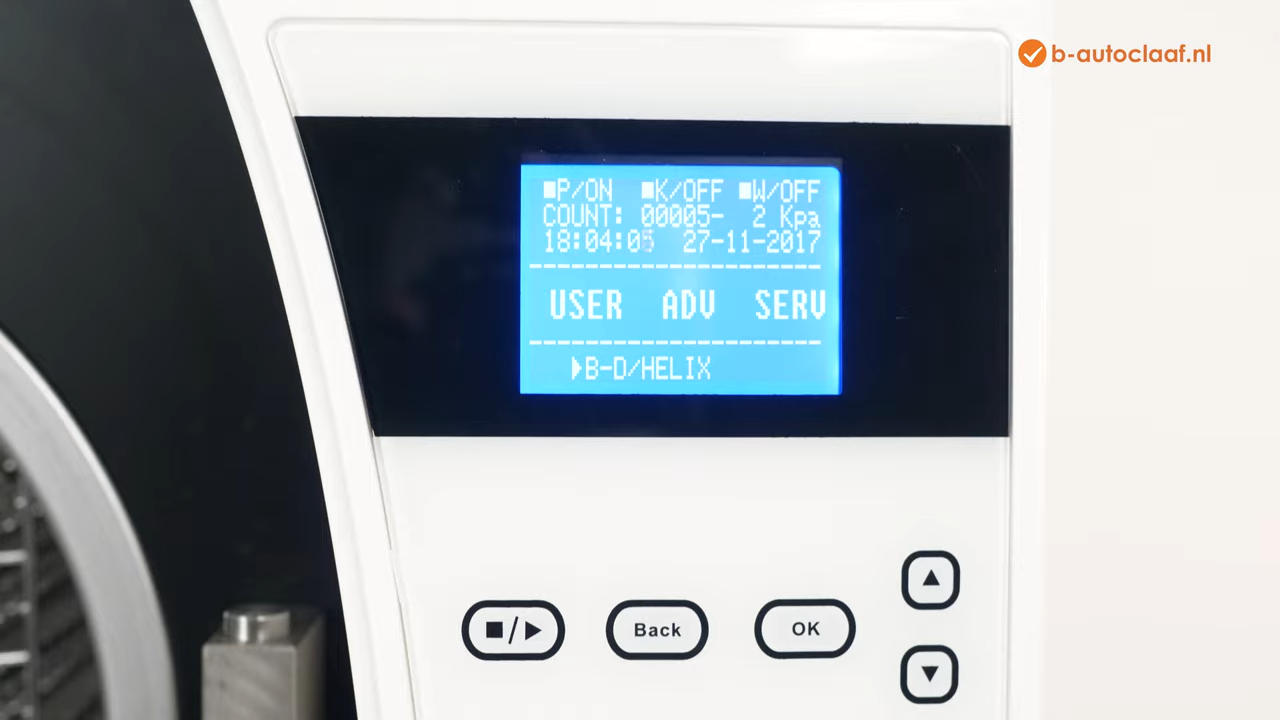 b-autoclaaf.nl
■P/ON ■K/OFF ■W/OFF
COUNT: 00005- 2 Kpa
18:04:05 27-11-2017
USER ADV SERV
▶B-D/HELIX
■/▶ Back OK
▲
▼